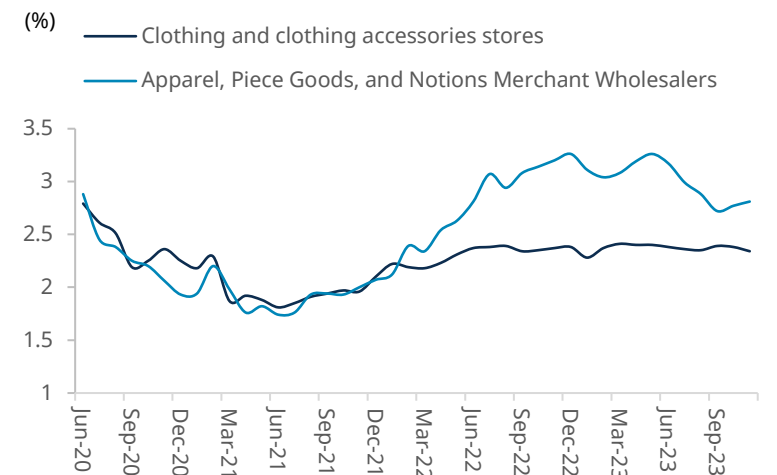 (%)
Clothing and clothing accessories stores
Apparel, Piece Goods, and Notions Merchant Wholesalers
3.5
3
2.5
2
1.5
1
Jun-20
Sep-20
Dec-20
Mar-21
Jun-21
Sep-21
Dec-21
Mar-22
Jun-22
Sep-22
Dec-22
Mar-23
Jun-23
Sep-23